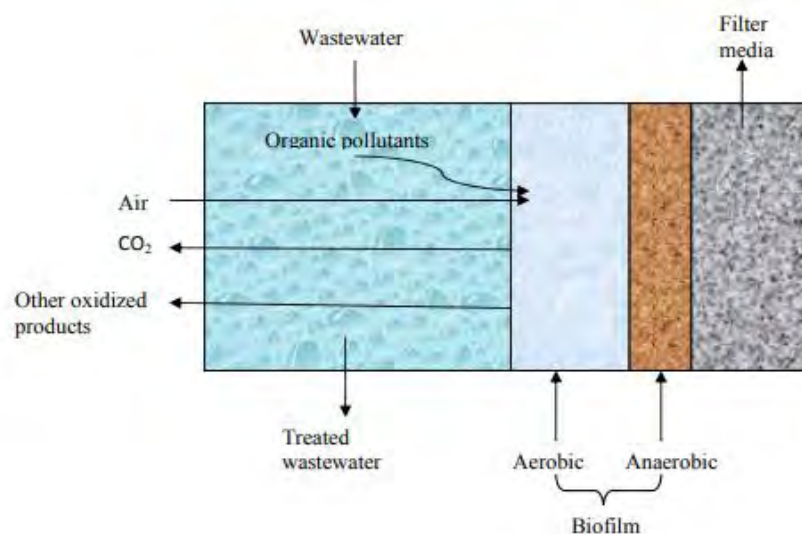 Wastewater
Filter
media
Organic pollutants
Air
CO₂
Other oxidized
products
Treated
wastewater
Aerobic
Anaerobic
Biofilm